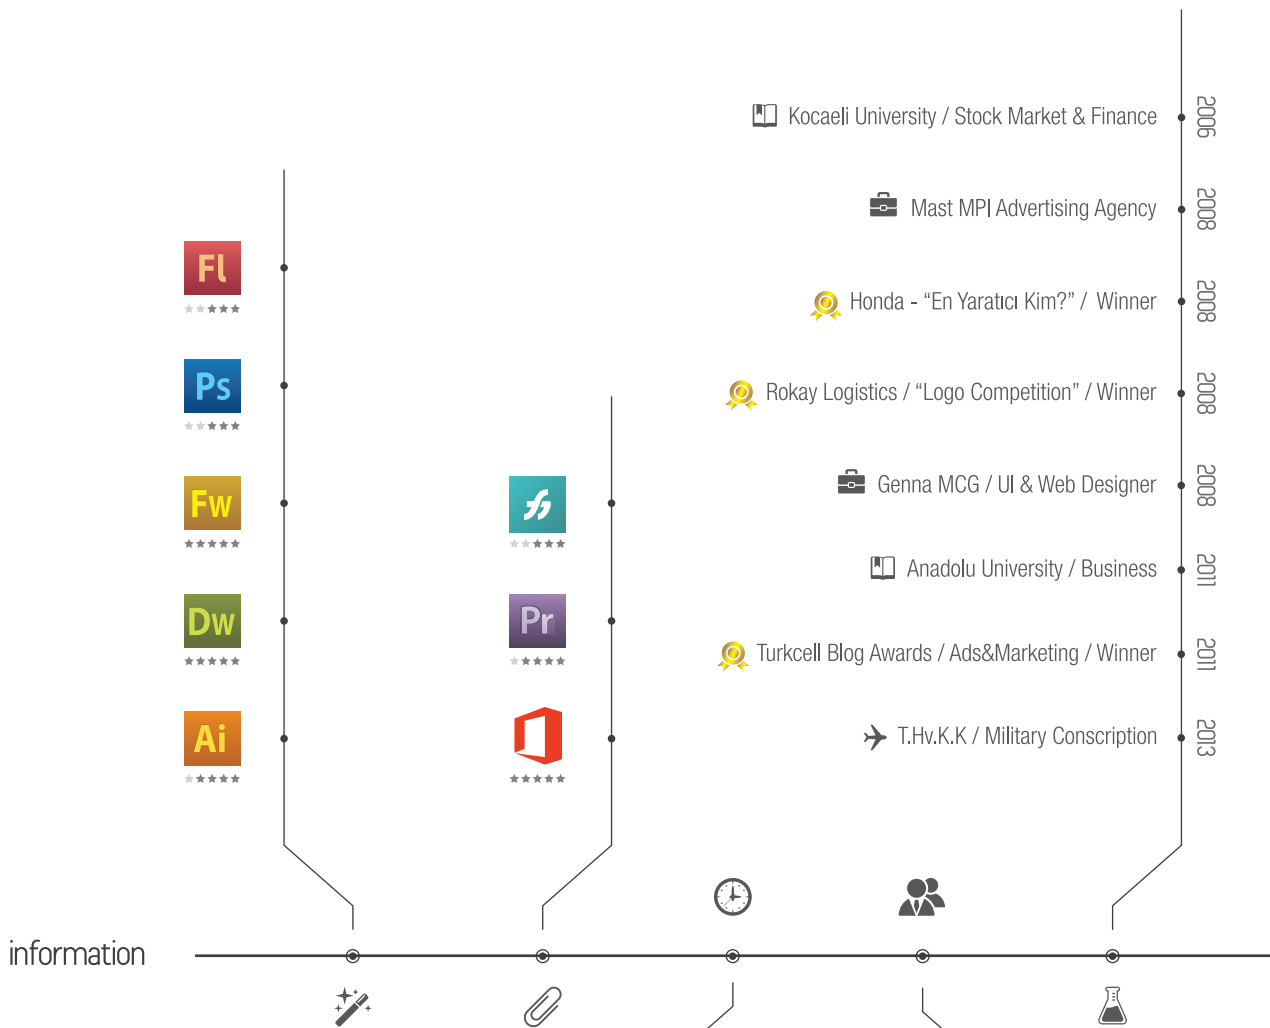 Kocaeli University / Stock Market & Finance
2006
Mast MPI Advertising Agency
2008
Honda - “En Yaratıcı Kim?” / Winner
2008
Rokay Logistics / “Logo Competition” / Winner
2008
Genna MCG / UI & Web Designer
2008
Anadolu University / Business
2011
Turkcell Blog Awards / Ads&Marketing / Winner
2011
T.Hv.K.K / Military Conscription
2013
Fl
Ps
Fw
Dw
Ai
Pr
information